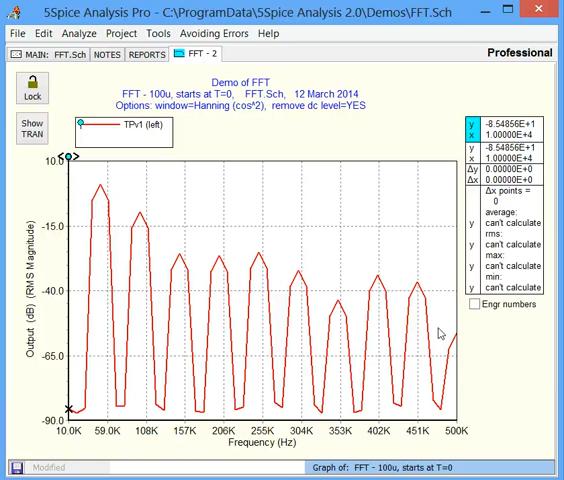 5Spice Analysis Pro - C:\ProgramData\5Spice Analysis 2.0\Demos\FFT.Sch
File Edit Analyze Project Tools Avoiding Errors Help
MAIN: FFT.Sch NOTES REPORTS FFT - 2 Professional
Lock
Show
TRAN
Demo of FFT
FFT - 100u, starts at T=0, FFT.Sch, 12 March 2014
Options: window=Hanning (cos^2), remove dc level=YES
TPv1 (left)
y -8.54856E+1
x 1.00000E+4
y -8.54856E+1
x 1.00000E+4
Δy 0.00000E+0
Δx 0.00000E+0
Δx points =
0
average:
y can't calculate
rms:
y can't calculate
max:
y can't calculate
min:
y can't calculate
Engr numbers
Output (dB) (RMS Magnitude)
10.0
-15.0
-40.0
-65.0
-90.0
10.0K 59.0K 108K 157K 206K 255K 304K 353K 402K 451K 500K
Frequency (Hz)
Modified Graph of: FFT - 100u, starts at T=0